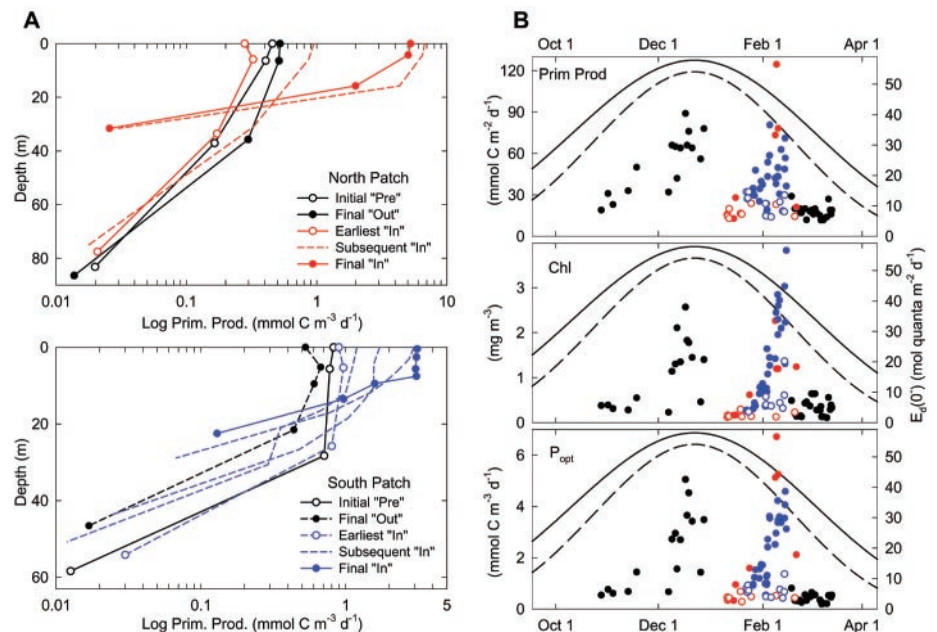 A
0
20
40
60
80
Depth (m)
North Patch
Initial "Pre"
Final "Out"
Earliest "In"
Subsequent "In"
Final "In"
0.01 0.1 1 10
Log Prim. Prod. (mmol C m⁻³ d⁻¹)
0
20
40
60
Depth (m)
South Patch
Initial "Pre"
Final "Out"
Earliest "In"
Subsequent "In"
Final "In"
0.01 0.1 1 5
Log Prim. Prod. (mmol C m⁻³ d⁻¹)
B
Oct 1 Dec 1 Feb 1 Apr 1
Prim Prod
120
90
60
30
0
(mmol C m⁻² d⁻¹)
50
40
30
20
10
0
Chl
3
2
1
0
(mg m⁻³)
50
40
30
20
10
0
E_d(0⁻) (mol quanta m⁻² d⁻¹)
P_opt
6
4
2
0
(mmol C m⁻³ d⁻¹)
50
40
30
20
10
0
Oct 1 Dec 1 Feb 1 Apr 1